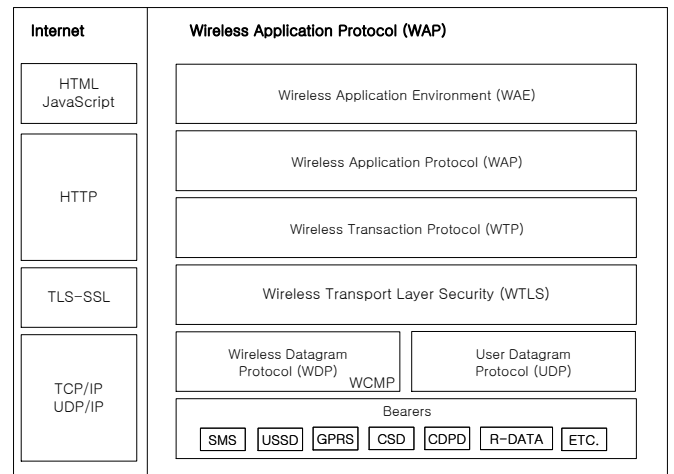 Internet
Wireless Application Protocol (WAP)
HTML
JavaScript
Wireless Application Environment (WAE)
HTTP
Wireless Application Protocol (WAP)
Wireless Transaction Protocol (WTP)
TLS-SSL
Wireless Transport Layer Security (WTLS)
TCP/IP
UDP/IP
Wireless Datagram
Protocol (WDP)
WCMP
User Datagram
Protocol (UDP)
Bearers
SMS USSD GPRS CSD CDPD R-DATA ETC.